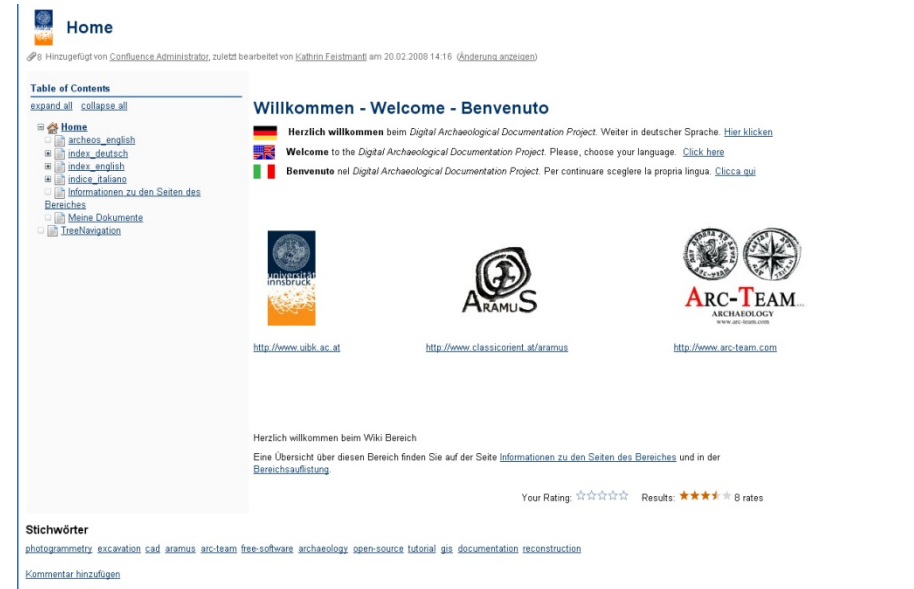 Home
8 Hinzugefügt von Confluence Administrator, zuletzt bearbeitet von Kathrin Feistmantl am 20.02.2008 14:16 (Änderung anzeigen)
Table of Contents
expand all collapse all
Home
archeos_english
index_deutsch
index_english
indice_italiano
Informationen zu den Seiten des
Bereiches
Meine Dokumente
TreeNavigation
Willkommen - Welcome - Benvenuto
Herzlich willkommen beim Digital Archaeological Documentation Project. Weiter in deutscher Sprache. Hier klicken
Welcome to the Digital Archaeological Documentation Project. Please, choose your language. Click here
Benvenuto nel Digital Archaeological Documentation Project. Per continuare sceglere la propria lingua. Clicca qui
universität
innsbruck
ARAMUS
ARC-TEAM
ARCHAEOLOGY
www.arc-team.com
http://www.uibk.ac.at
http://www.classicorient.at/aramus
http://www.arc-team.com
Herzlich willkommen beim Wiki Bereich
Eine Übersicht über diesen Bereich finden Sie auf der Seite Informationen zu den Seiten des Bereiches und in der
Bereichsauflistung.
Your Rating: Results: 8 rates
Stichwörter
photogrammetry excavation cad aramus arc-team free-software archaeology open-source tutorial gis documentation reconstruction
Kommentar hinzufügen